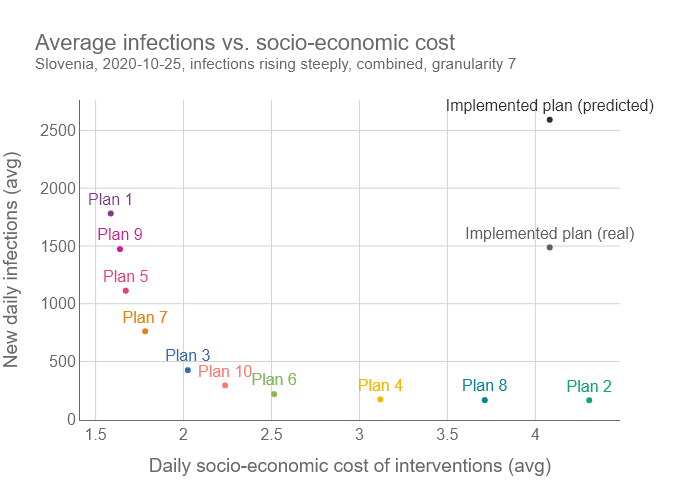 Average infections vs. socio-economic cost
Slovenia, 2020-10-25, infections rising steeply, combined, granularity 7
New daily infections (avg)
2500
2000
1500
1000
500
0
Implemented plan (predicted)
Plan 1
Plan 9
Implemented plan (real)
Plan 5
Plan 7
Plan 3
Plan 10
Plan 6
Plan 4
Plan 8
Plan 2
1.5
2
2.5
3
3.5
4
Daily socio-economic cost of interventions (avg)